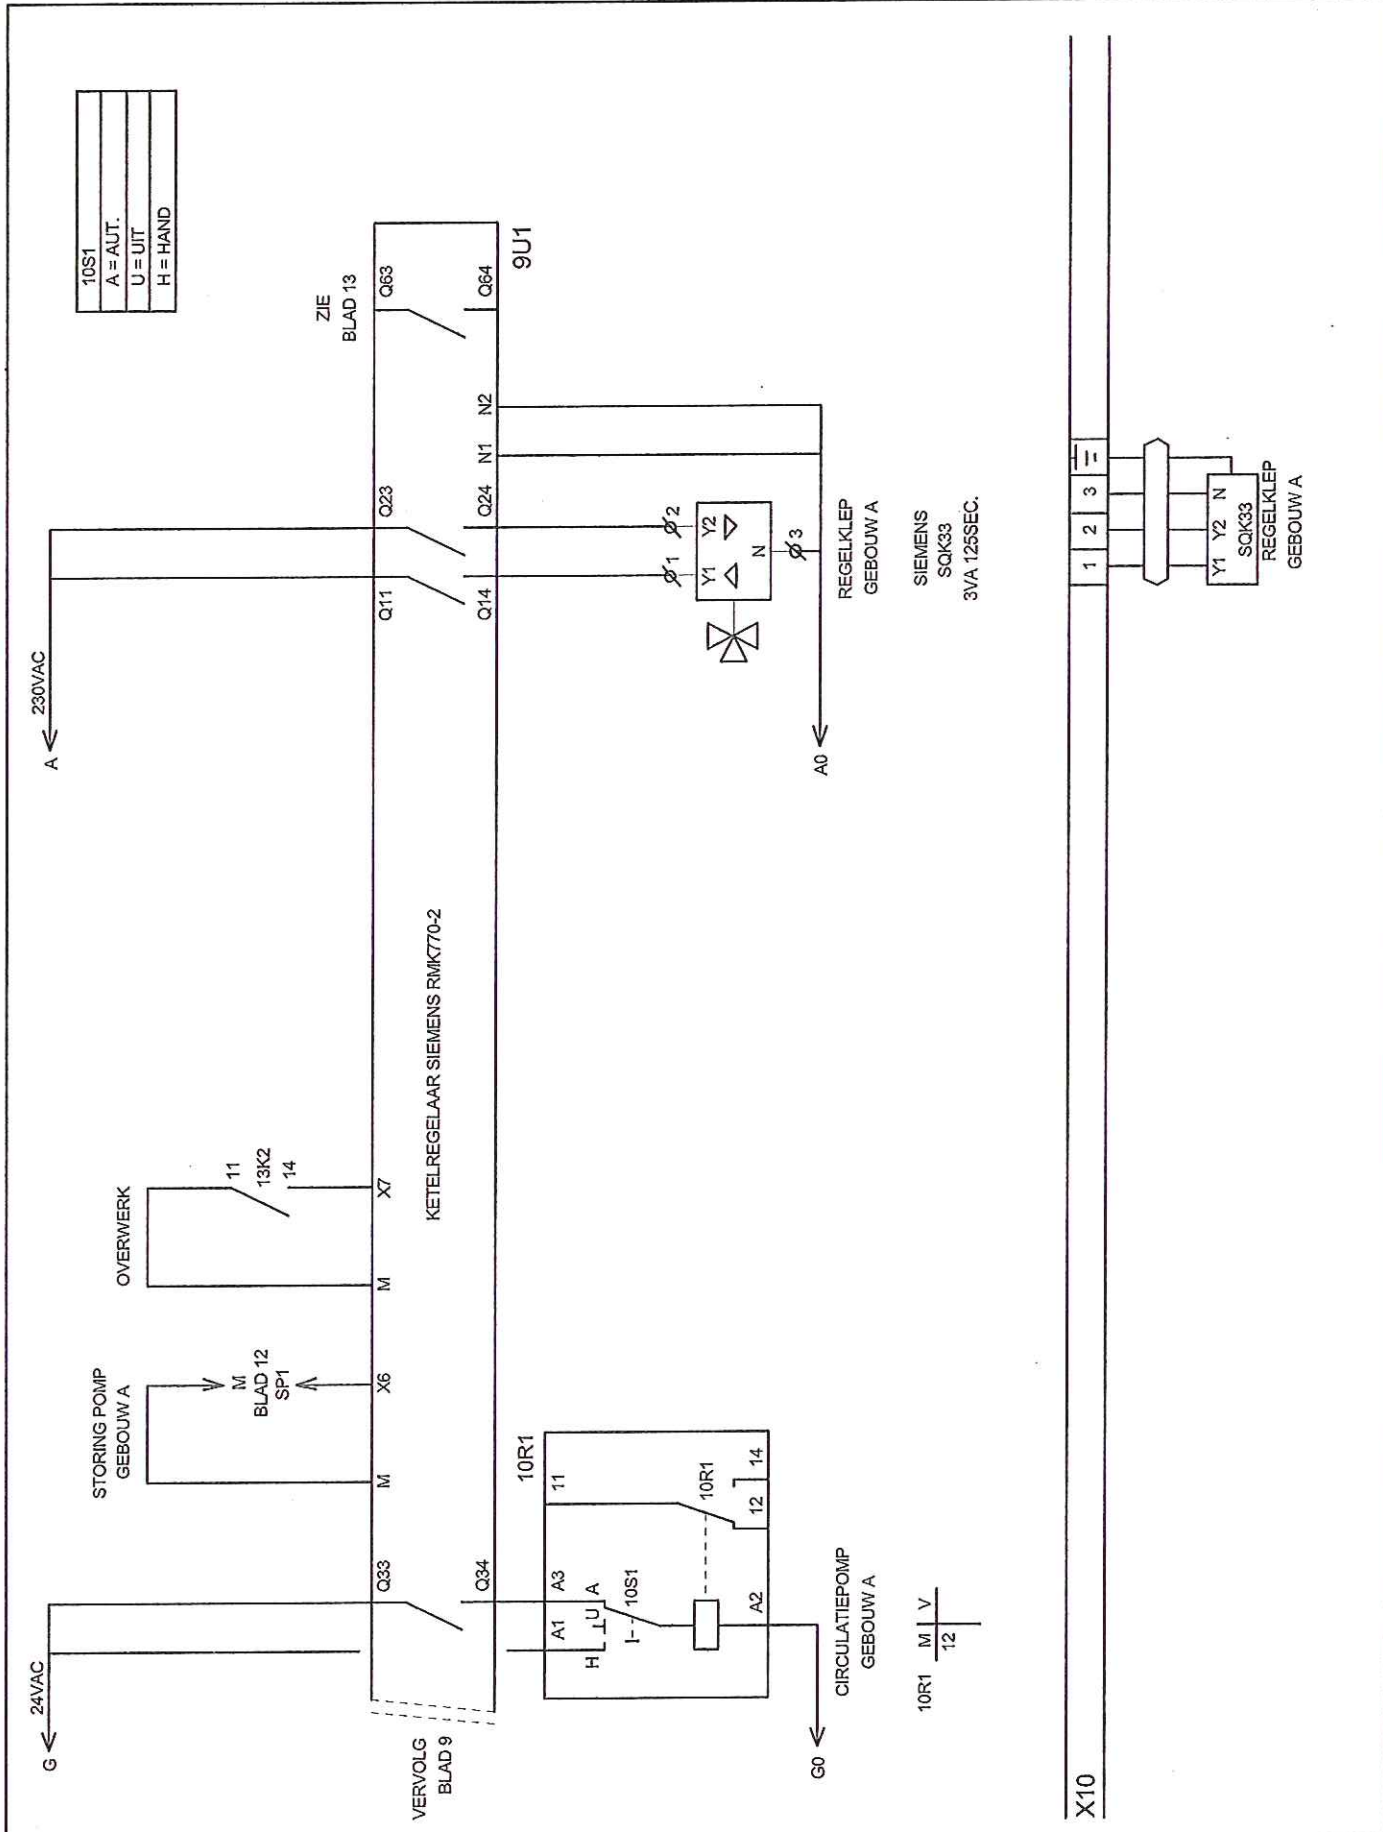 10S1
A = AUT.
U = UIT
H = HAND
G
24VAC
STORING POMP
GEBOUW A
M
BLAD 12
SP1
OVERWERK
11
13K2
14
A
230VAC
ZIE
BLAD 13
VERVOLG
BLAD 9
Q33
M
X6
M
X7
Q11
Q23
Q63
KETELREGELAAR SIEMENS RMK770-2
Q34
Q14
Q24
N1
N2
Q64
9U1
10R1
A1
A3
11
H
U
A
10S1
10R1
A2
12
14
1
2
Y1
Y2
N
3
G0
A0
CIRCULATIEPOMP
GEBOUW A
REGELKLEP
GEBOUW A
SIEMENS
SQK33
3VA 125SEC.
10R1
M
V
12
X10
1
2
3
Y1
Y2
N
SQK33
REGELKLEP
GEBOUW A